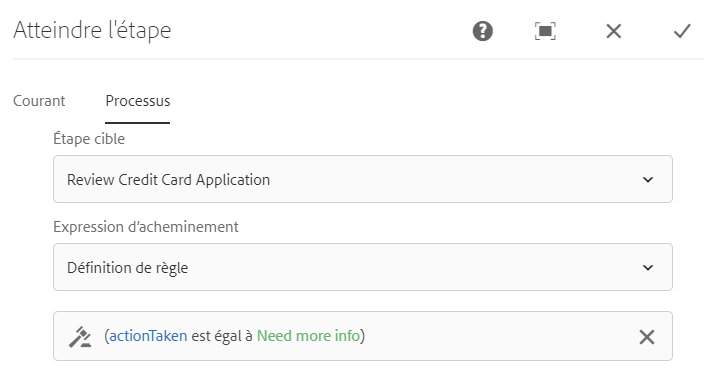 Atteindre l'étape
Courant Processus
Étape cible
Review Credit Card Application
Expression d’acheminement
Définition de règle
(actionTaken est égal à Need more info)